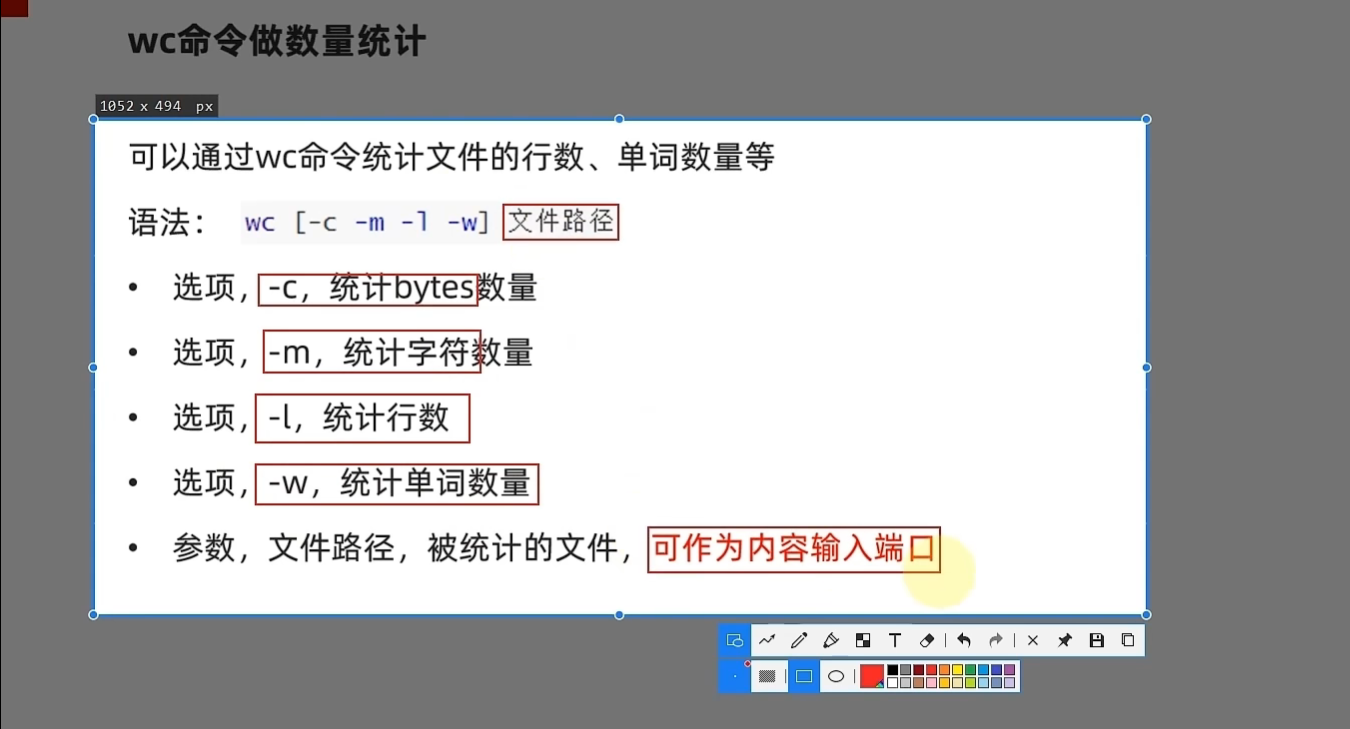 wc命令做数量统计
1052 x 494 px
可以通过wc命令统计文件的行数、单词数量等
语法： wc [-c -m -l -w] 文件路径
• 选项，-c，统计bytes数量
• 选项，-m，统计字符数量
• 选项，-l，统计行数
• 选项，-w，统计单词数量
• 参数，文件路径，被统计的文件，可作为内容输入端口